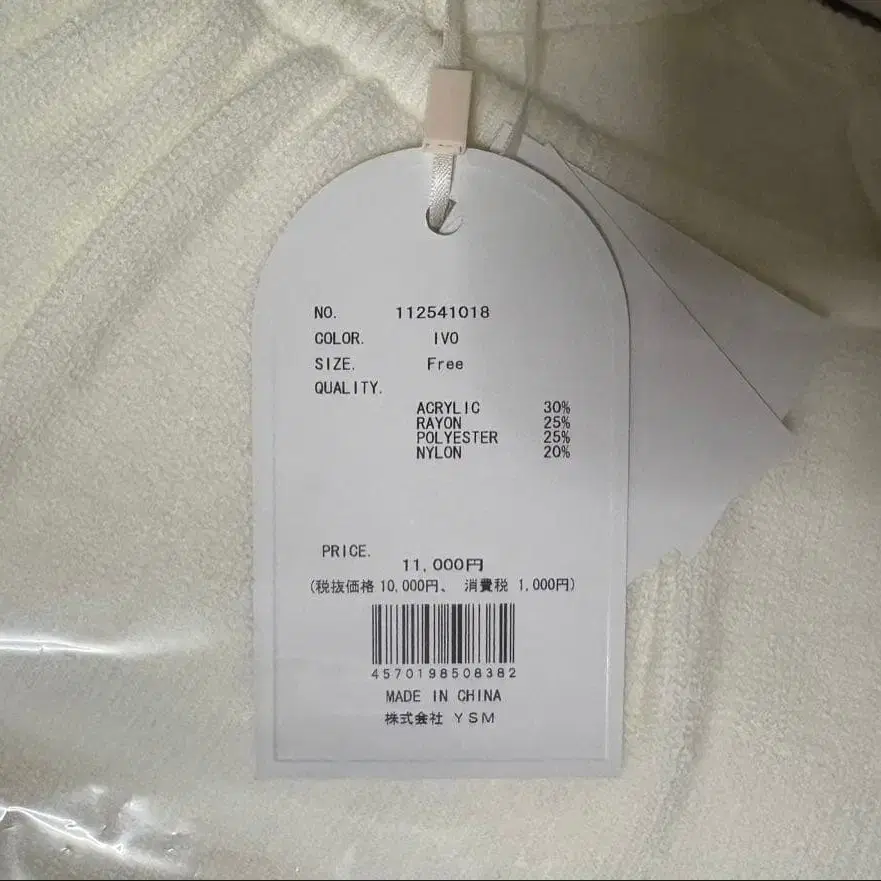 NO. 112541018
COLOR. IVO
SIZE. Free
QUALITY.
ACRYLIC 30%
RAYON 25%
POLYESTER 25%
NYLON 20%
PRICE.
11,000円
(税抜価格 10,000円、 消費税 1,000円)
4570198508382
MADE IN CHINA
株式会社 YSM